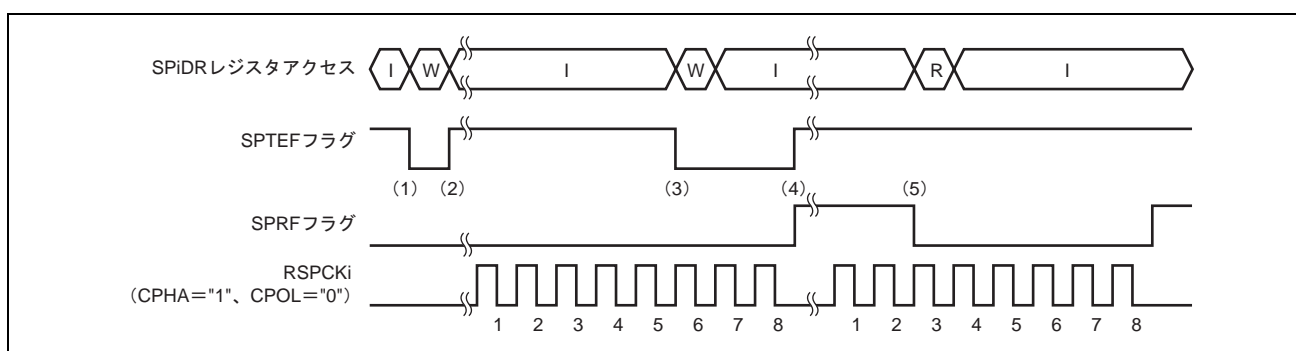 SPiDRレジスタアクセス I W I W I R I
SPTEFフラグ
(1) (2) (3) (4) (5)
SPRFフラグ
RSPCKi
(CPHA="1"、CPOL="0")
1 2 3 4 5 6 7 8 1 2 3 4 5 6 7 8